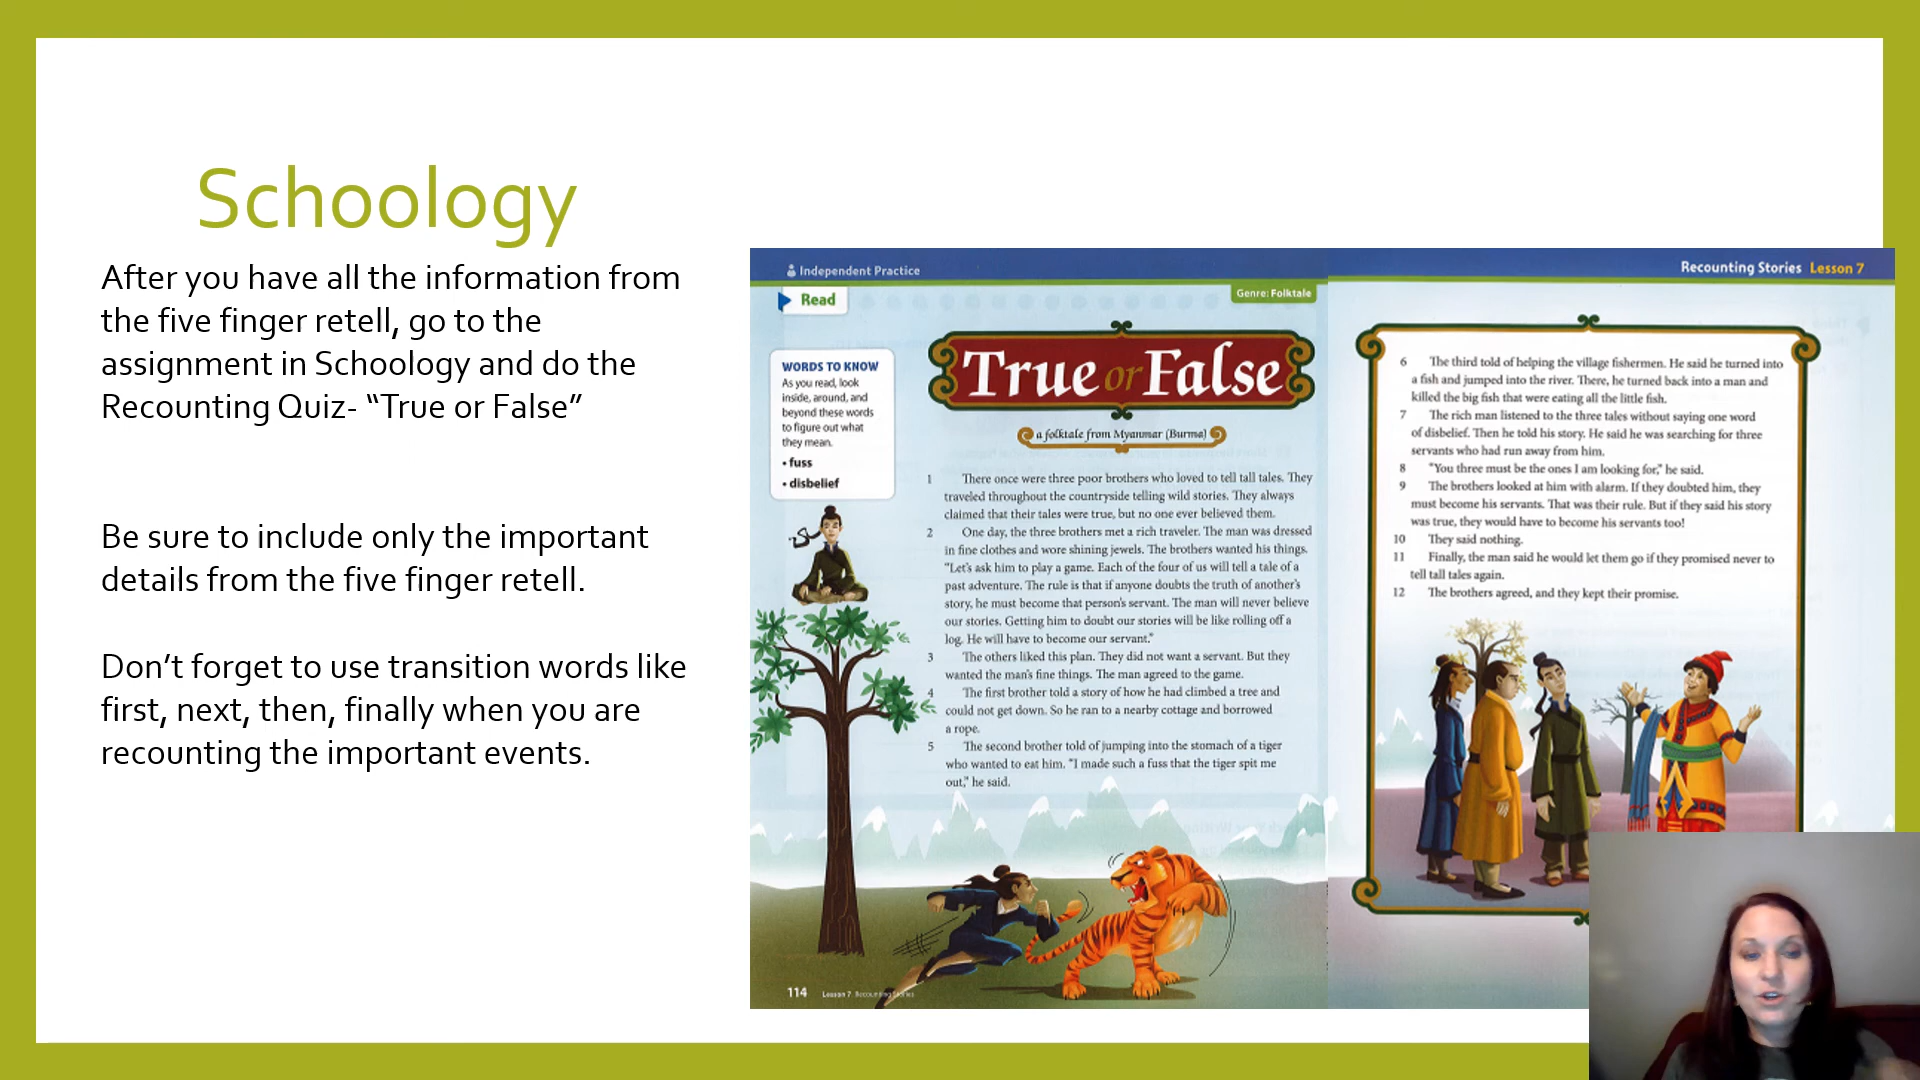 Schoology
After you have all the information from
the five finger retell, go to the
assignment in Schoology and do the
Recounting Quiz- “True or False”
Be sure to include only the important
details from the five finger retell.
Don’t forget to use transition words like
first, next, then, finally when you are
recounting the important events.
Independent Practice
Read
Genre: Folktale
WORDS TO KNOW
As you read, look
inside, around, and
beyond these words
to figure out what
they mean.
• fuss
• disbelief
True or False
a folktale from Myanmar (Burma)
1 There once were three poor brothers who loved to tell tall tales. They
traveled throughout the countryside telling wild stories. They always
claimed that their tales were true, but no one ever believed them.
2 One day, the three brothers met a rich traveler. The man was dressed
in fine clothes and wore shining jewels. The brothers wanted his things.
“Let’s ask him to play a game. Each of the four of us will tell a tale of a
past adventure. The rule is that if anyone doubts the truth of another’s
story, he must become that person’s servant. The man will never believe
our stories. Getting him to doubt our stories will be like rolling off a
log. He will have to become our servant.”
3 The others liked this plan. They did not want a servant. But they
wanted the man’s fine things. The man agreed to the game.
4 The first brother told a story of how he had climbed a tree and
could not get down. So he ran to a nearby cottage and borrowed
a rope.
5 The second brother told of jumping into the stomach of a tiger
who wanted to eat him. “I made such a fuss that the tiger spit me
out,” he said.
114 Lesson 7 Recounting Stories
Recounting Stories Lesson 7
6 The third told of helping the village fishermen. He said he turned into
a fish and jumped into the river. There, he turned back into a man and
killed the big fish that were eating all the little fish.
7 The rich man listened to the three tales without saying one word
of disbelief. Then he told his story. He said he was searching for three
servants who had run away from him.
8 “You three must be the ones I am looking for,” he said.
9 The brothers looked at him with alarm. If they doubted him, they
must become his servants. That was their rule. But if they said his story
was true, they would have to become his servants too!
10 They said nothing.
11 Finally, the man said he would let them go if they promised never to
tell tall tales again.
12 The brothers agreed, and they kept their promise.